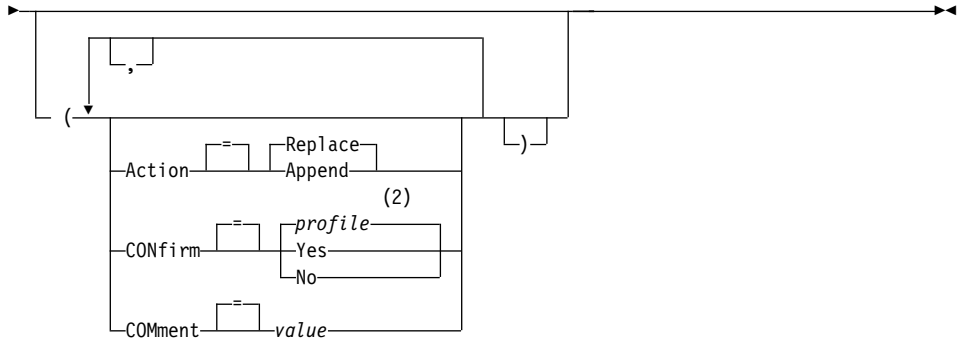 ,
(
)
=
Replace
Action
Append
(2)
=
profile
CONfirm
Yes
No
=
COMment
value